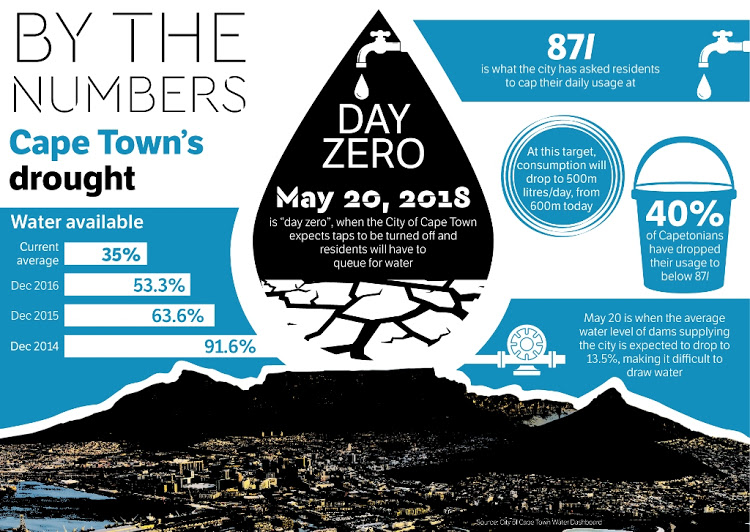 BY THE
NUMBERS
Cape Town's
drought
Water available
Current
average
35%
Dec 2016
53.3%
Dec 2015
63.6%
Dec 2014
91.6%
DAY
ZERO
May 20, 2018
is "day zero", when the City of Cape Town
expects taps to be turned off and
residents will have to
queue for water
87l
is what the city has asked residents
to cap their daily usage at
At this target,
consumption will
drop to 500m
litres/day, from
600m today
40%
of Capetonians
have dropped
their usage to
below 87l
May 20 is when the average
water level of dams supplying
the city is expected to drop to
13.5%, making it difficult to
draw water
Source: City of Cape Town Water Dashboard